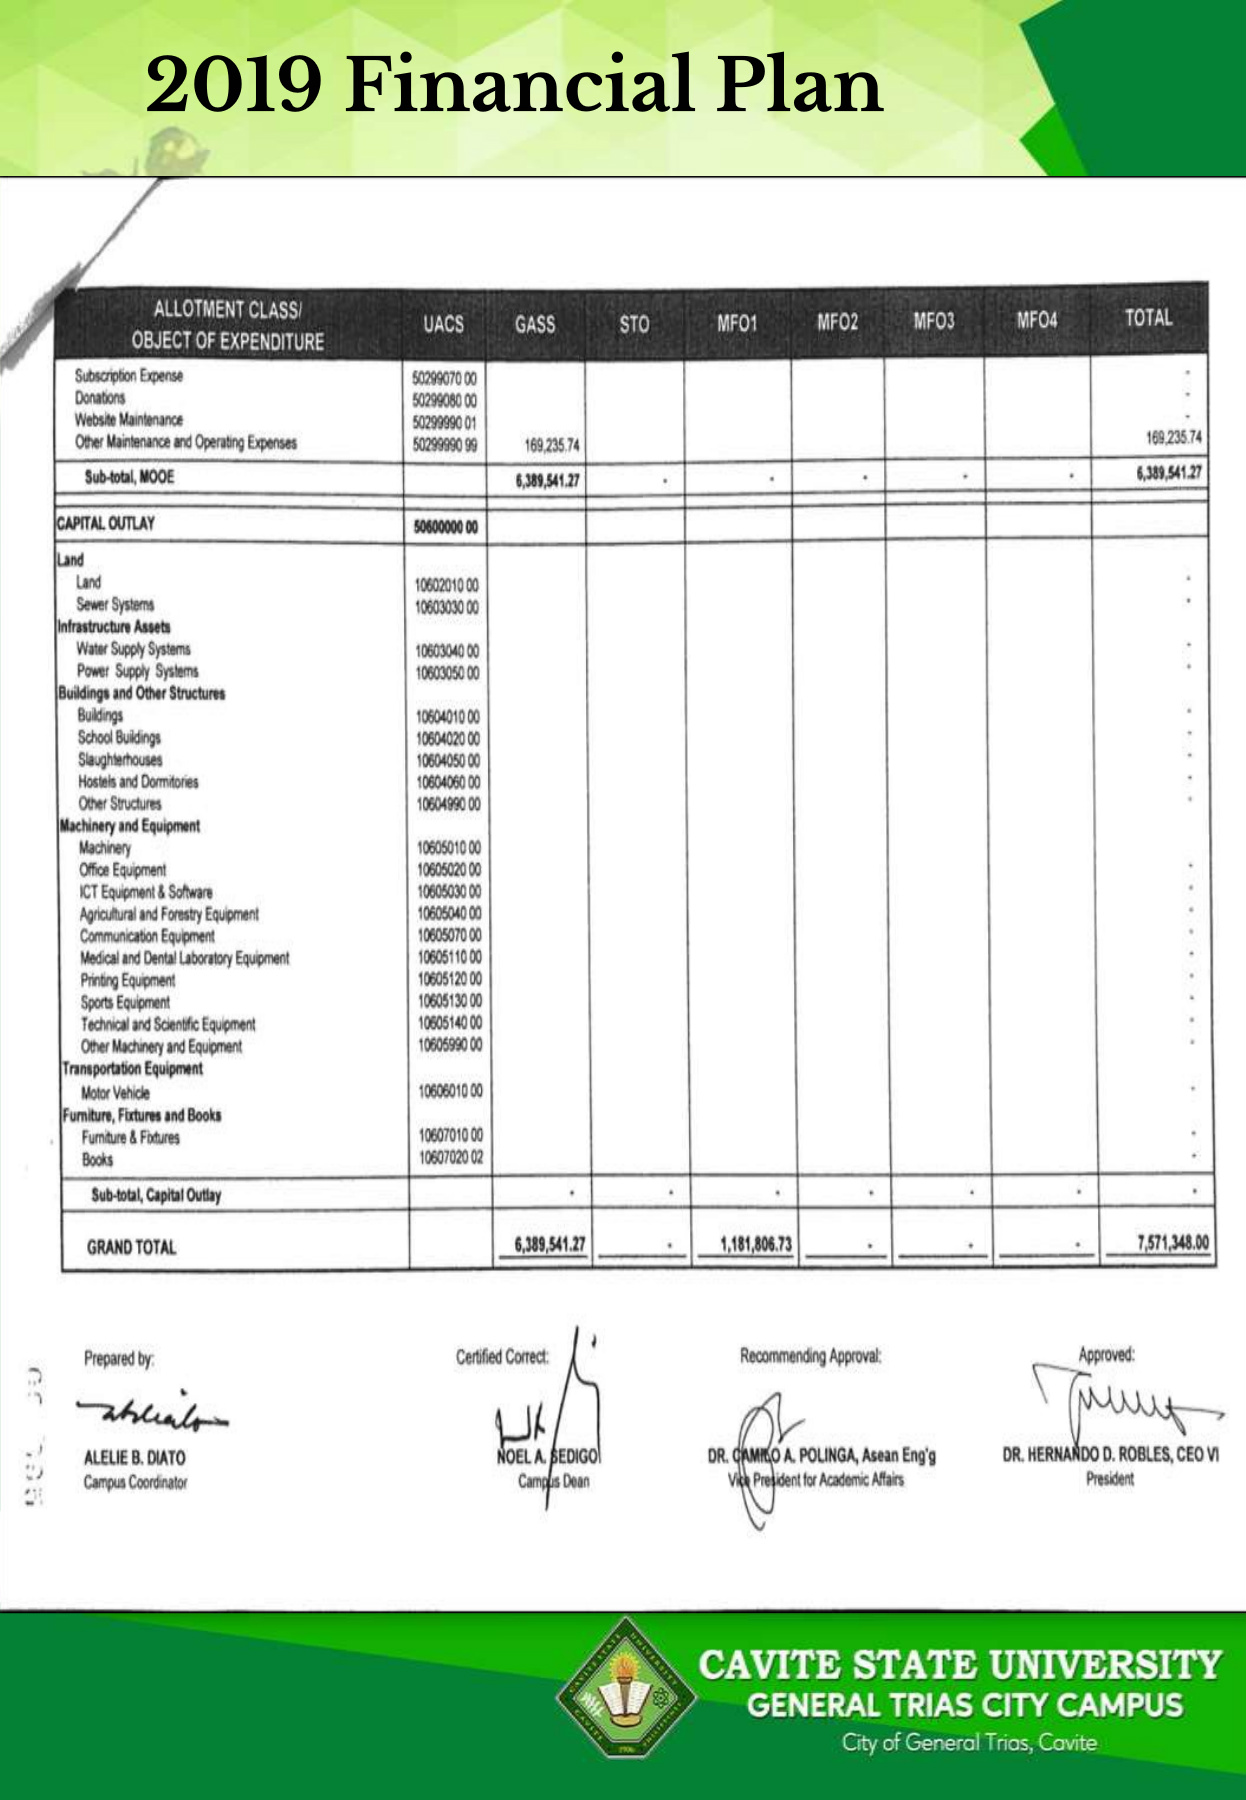 2019 Financial Plan
ALLOTMENT CLASS/ OBJECT OF EXPENDITURE UACS GASS STO MFO1 MFO2 MFO3 MFO4 TOTAL
Subscription Expense 50299070 00 -
Donations 50299080 00 -
Website Maintenance 50299990 01 -
Other Maintenance and Operating Expenses 50299990 99 169,235.74 169,235.74
Sub-total, MOOE 6,389,541.27 - - - - - 6,389,541.27
CAPITAL OUTLAY 50600000 00
Land
Land 10602010 00 -
Sewer Systems 10603030 00 -
Infrastructure Assets
Water Supply Systems 10603040 00 -
Power Supply Systems 10603050 00 -
Buildings and Other Structures
Buildings 10604010 00 -
School Buildings 10604020 00 -
Slaughterhouses 10604050 00 -
Hostels and Dormitories 10604060 00 -
Other Structures 10604990 00 -
Machinery and Equipment
Machinery 10605010 00
Office Equipment 10605020 00 -
ICT Equipment & Software 10605030 00 -
Agricultural and Forestry Equipment 10605040 00 -
Communication Equipment 10605070 00 -
Medical and Dental Laboratory Equipment 10605110 00 -
Printing Equipment 10605120 00 -
Sports Equipment 10605130 00 -
Technical and Scientific Equipment 10605140 00 -
Other Machinery and Equipment 10605990 00 -
Transportation Equipment
Motor Vehicle 10606010 00 -
Furniture, Fixtures and Books
Furniture & Fixtures 10607010 00 -
Books 10607020 02 -
Sub-total, Capital Outlay - - - - - - -
GRAND TOTAL 6,389,541.27 - 1,181,806.73 - - - 7,571,348.00
Prepared by: Certified Correct: Recommending Approval: Approved:
ALELIE B. DIATO NOEL A. SEDIGO DR. CAMILO A. POLINGA, Asean Eng'g DR. HERNANDO D. ROBLES, CEO VI
Campus Coordinator Campus Dean Vice President for Academic Affairs President
CAVITE STATE UNIVERSITY
GENERAL TRIAS CITY CAMPUS
City of General Trias, Cavite